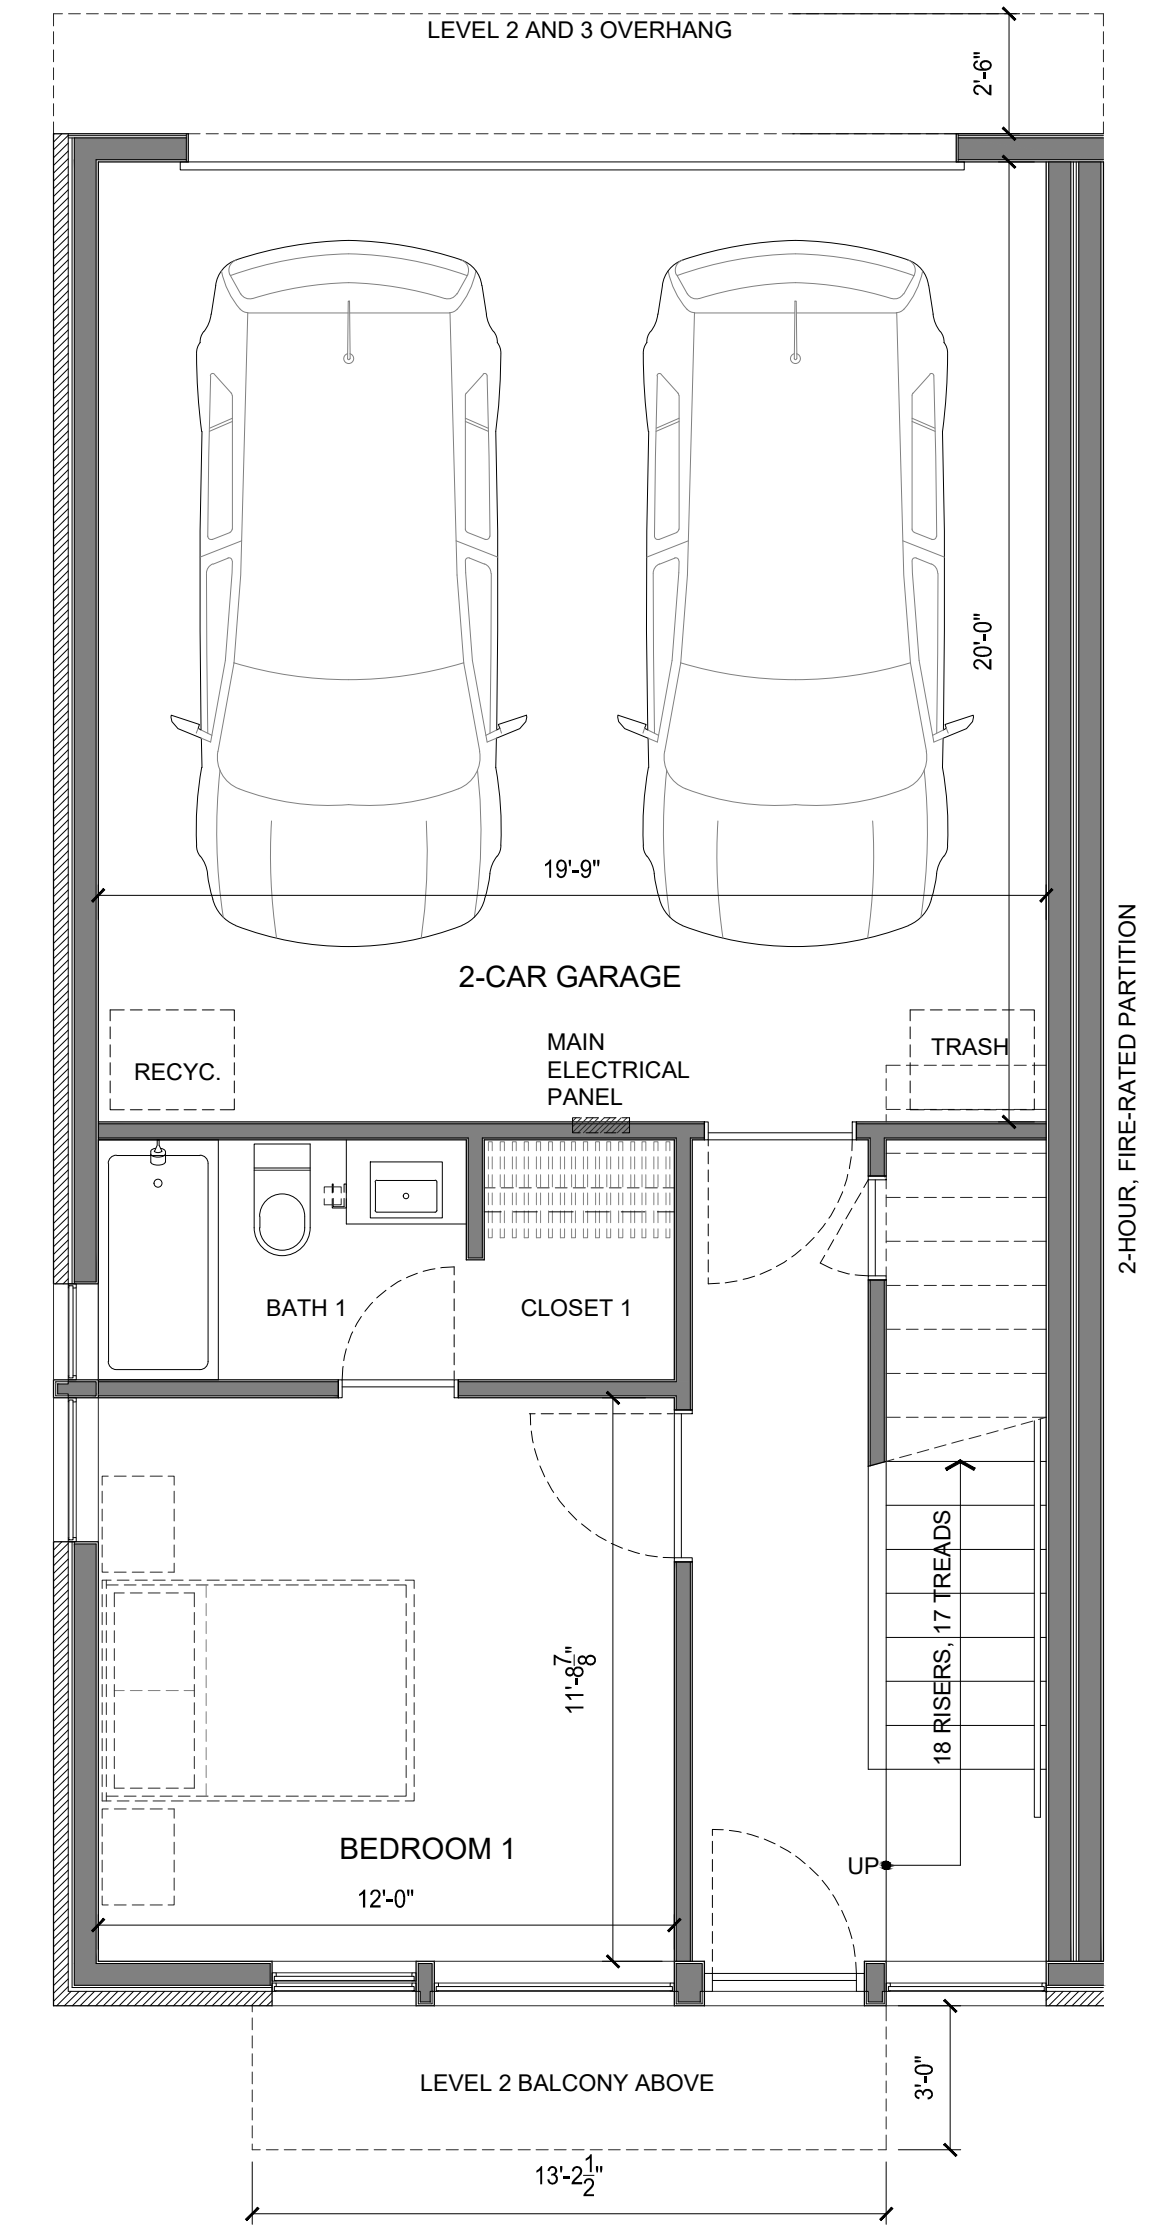 LEVEL 2 AND 3 OVERHANG
2'-6"
20'-0"
19'-9"
2-CAR GARAGE
2-HOUR, FIRE-RATED PARTITION
RECYC.
MAIN
ELECTRICAL
PANEL
TRASH
BATH 1
CLOSET 1
18 RISERS, 17 TREADS
11'-8 7/8"
BEDROOM 1
UP
12'-0"
LEVEL 2 BALCONY ABOVE
3'-0"
13'-2 1/2"